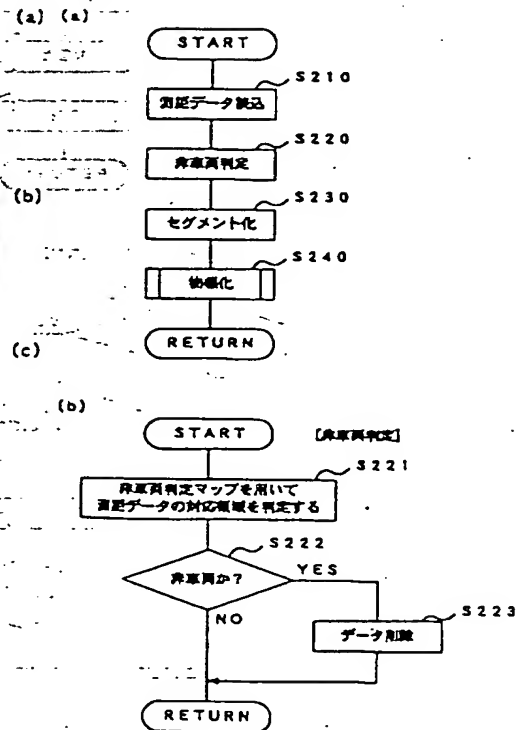 (a) (a)
START
S210
測距データ読込
S220
非車両判定
(b)
S230
セグメント化
S240
物標化
RETURN
(c)
(b)
START
[非車両判定]
S221
非車両判定マップを用いて
測距データの対応領域を判定する
S222
非車両か?
YES
NO
S223
データ削除
RETURN